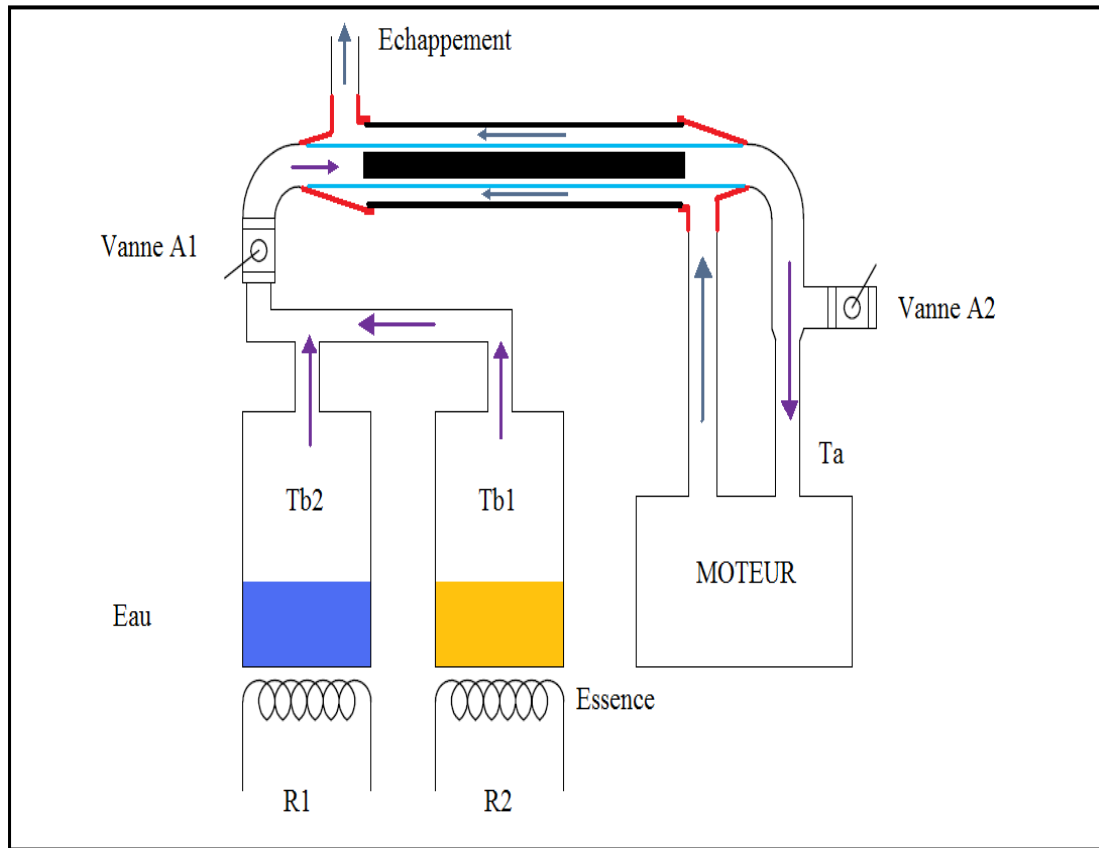 Echappement
Vanne A1
Vanne A2
Ta
Tb2
Tb1
MOTEUR
Eau
Essence
R1
R2